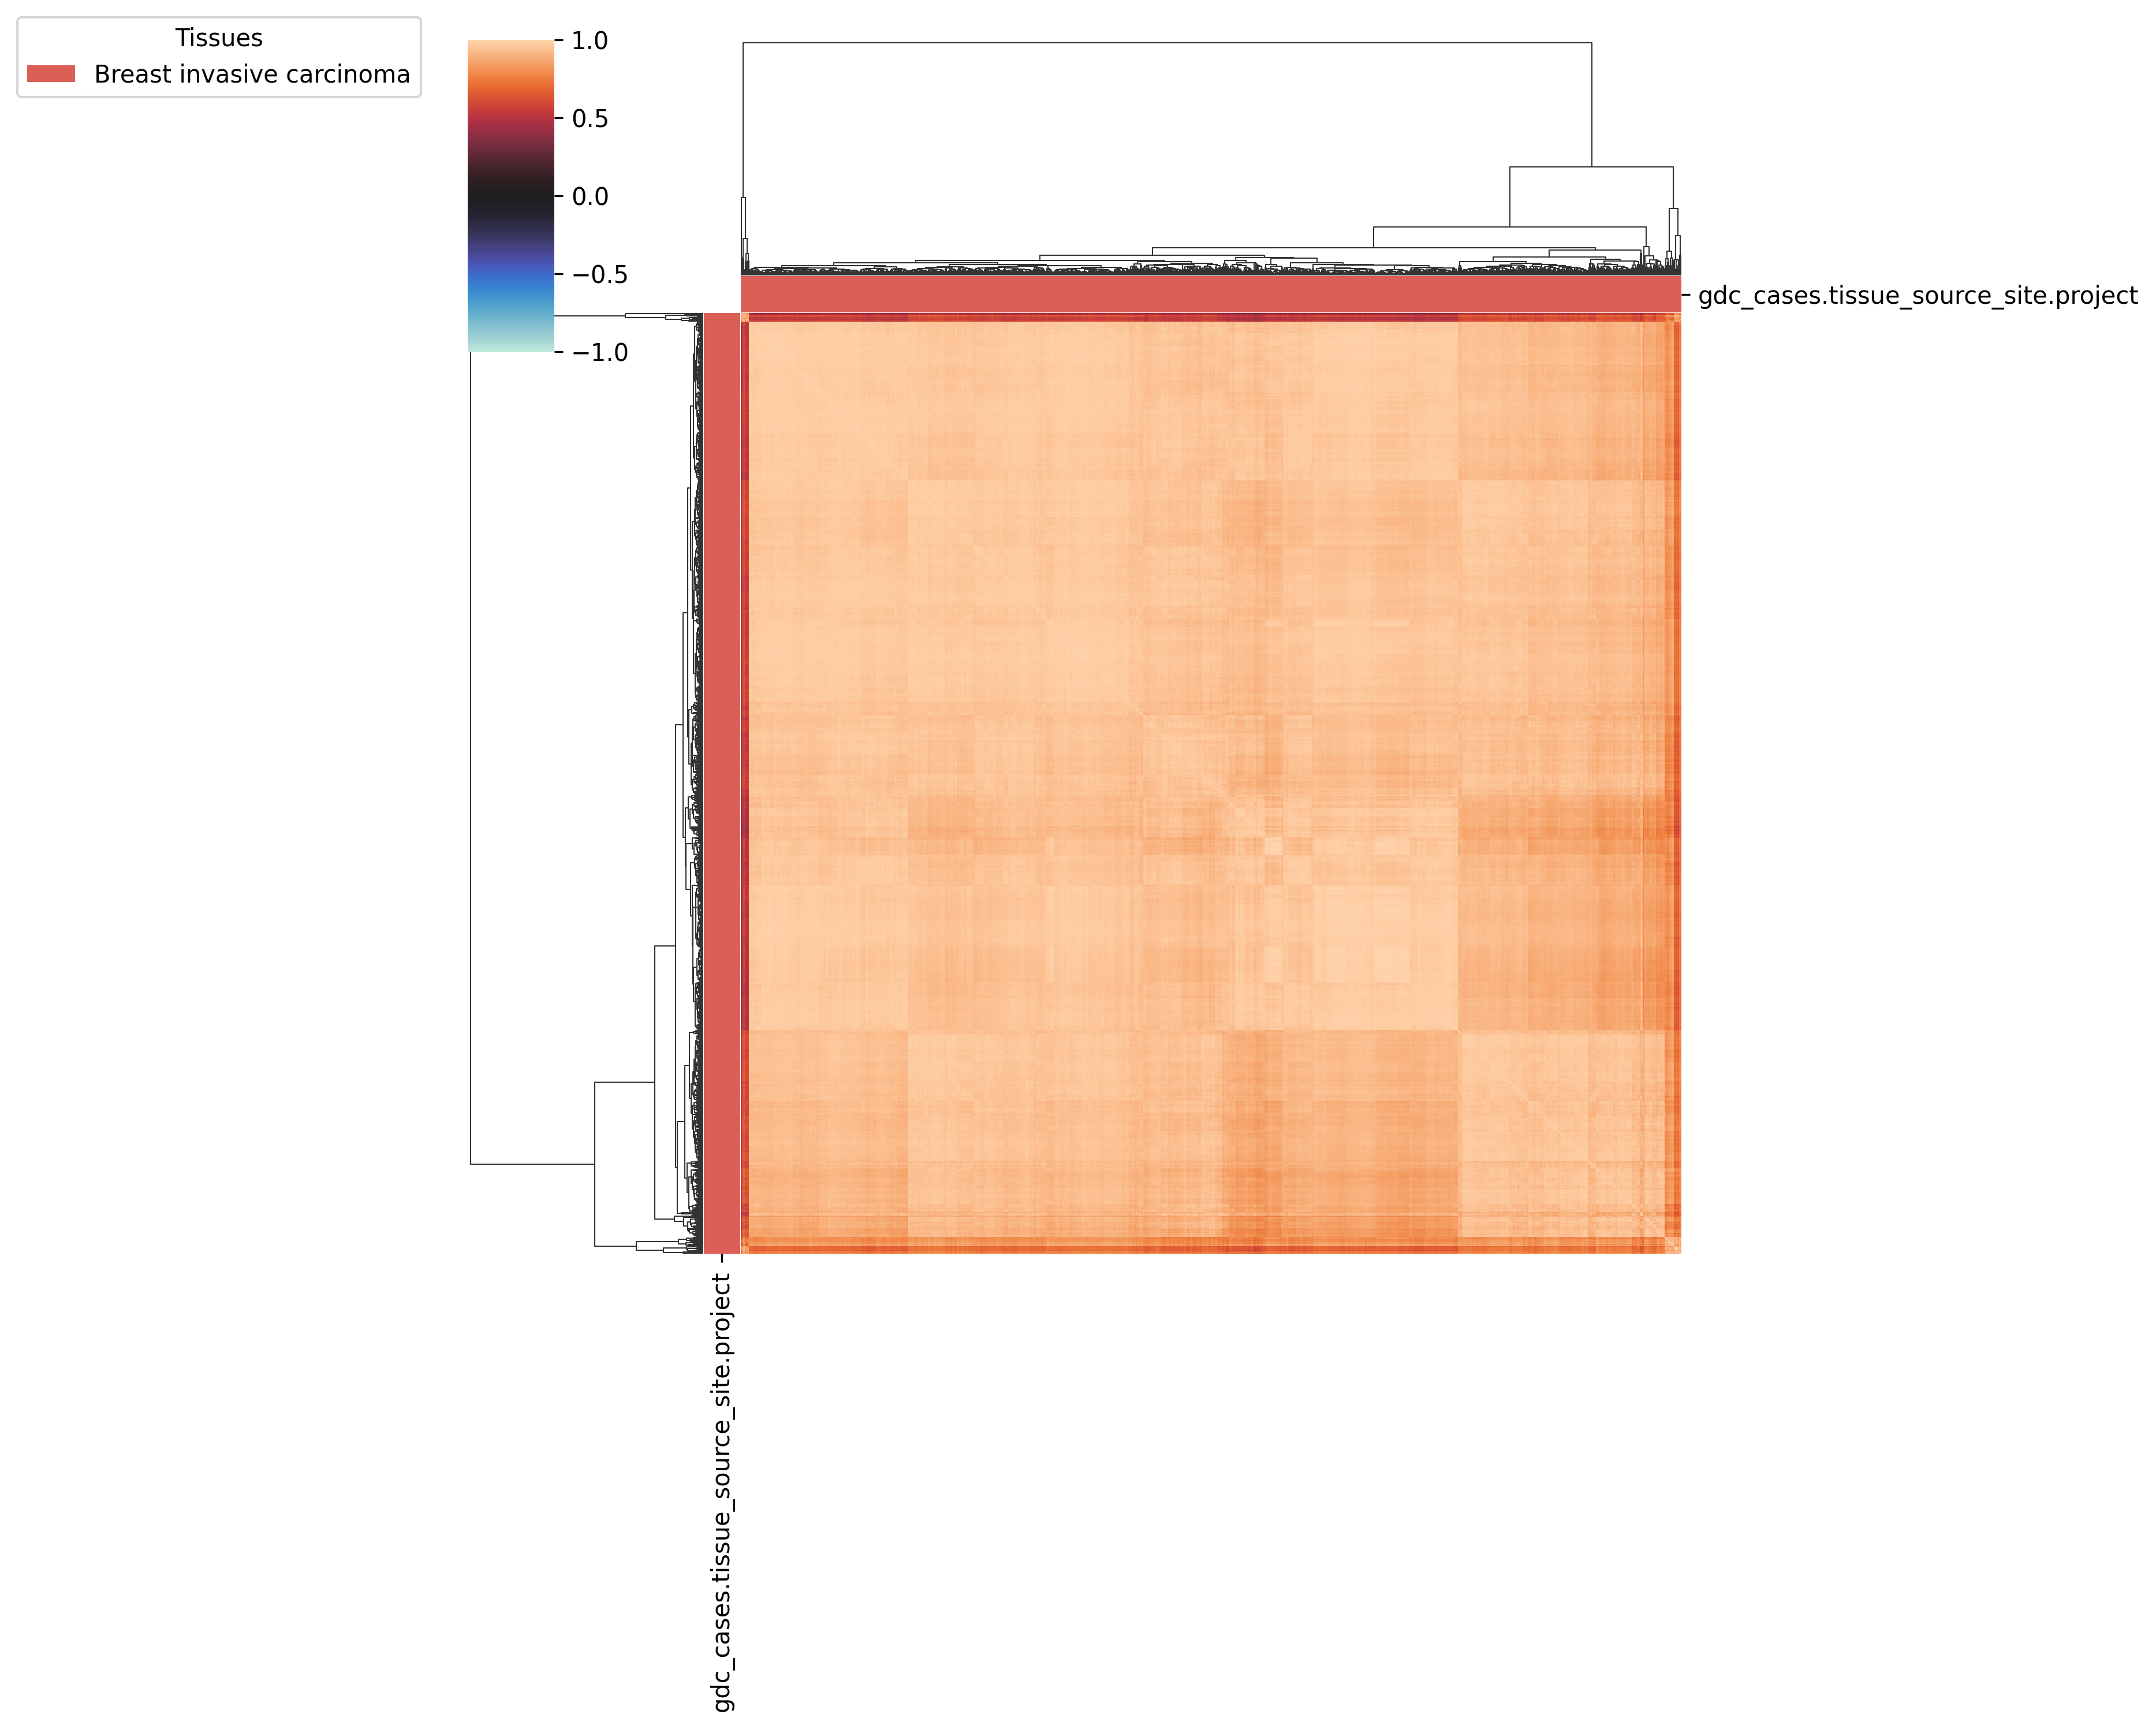 Tissues
Breast invasive carcinoma
1.0
0.5
0.0
−0.5
−1.0
gdc_cases.tissue_source_site.project
gdc_cases.tissue_source_site.project